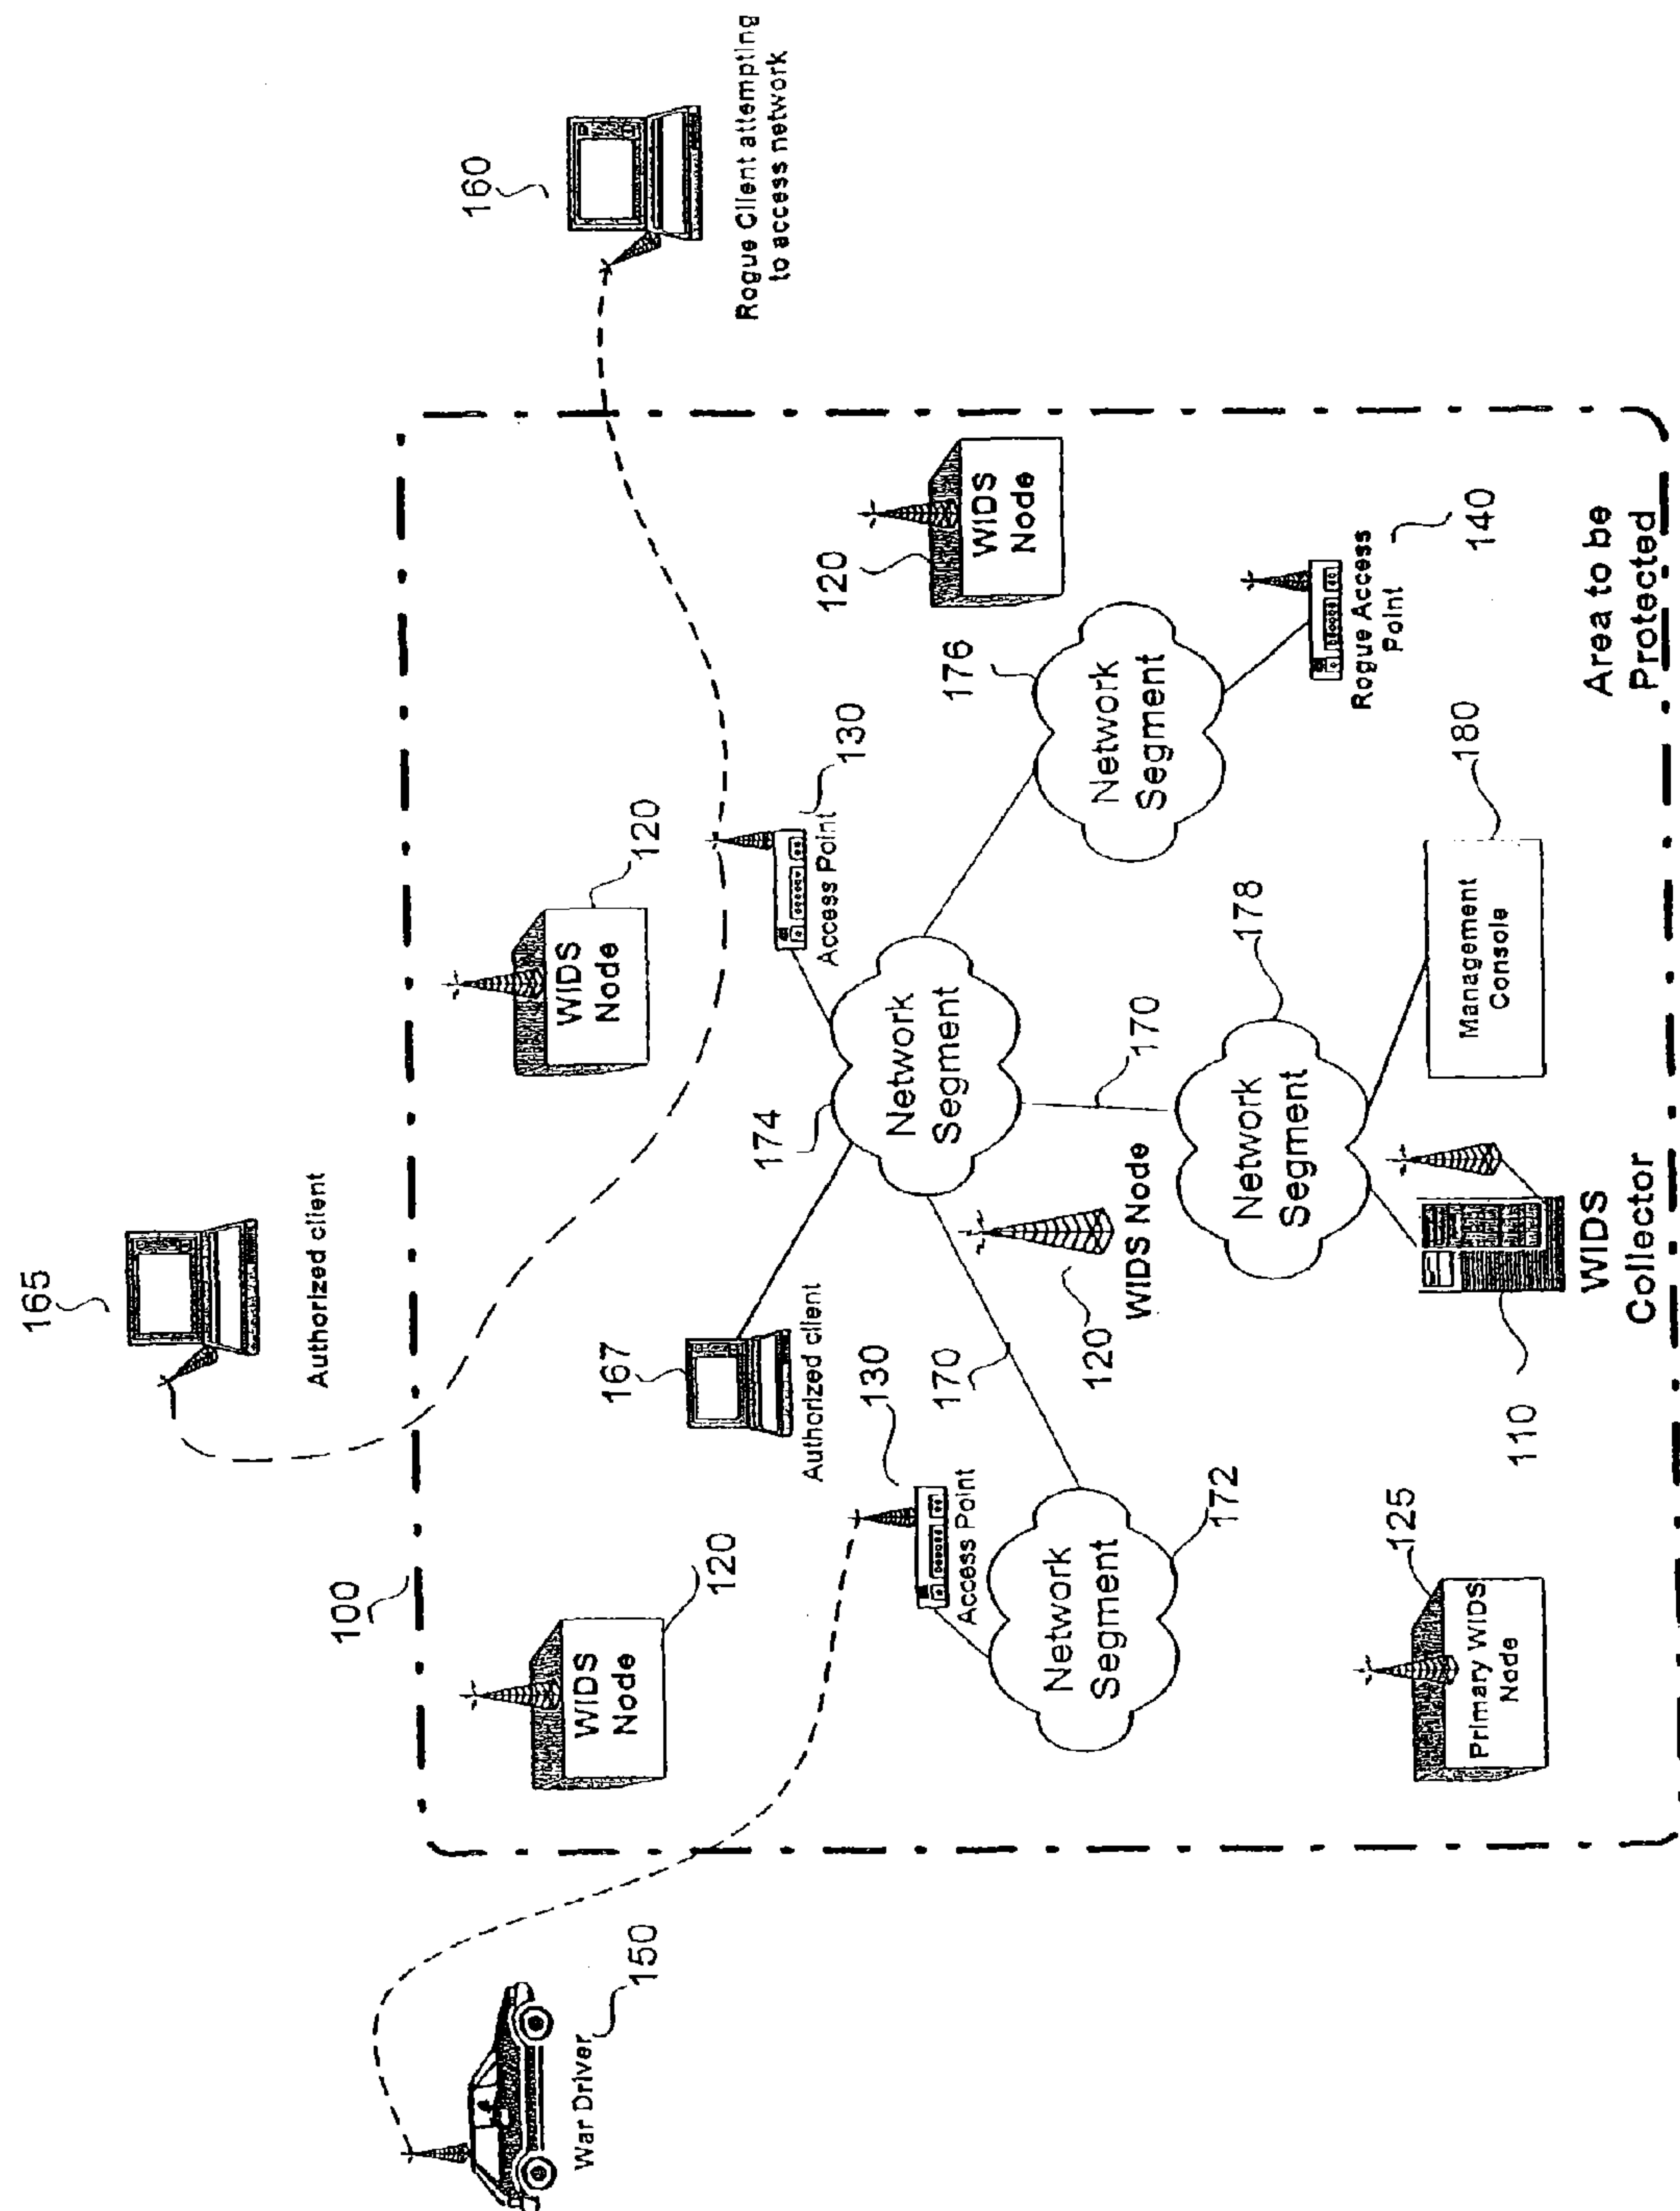 165
Authorized client
160
Rogue Client attempting
to access network
100
WIDS
Node
120
WIDS
Node
120
War Driver
150
167
Authorized client
130
Access Point
130
Access Point
174
Network
Segment
120
WIDS
Node
176
Network
Segment
170
170
120
WIDS Node
Network
Segment
172
178
Network
Segment
Rogue Access
Point
140
125
Primary WIDS
Node
110
WIDS
Collector
Management
Console
180
Area to be
Protected